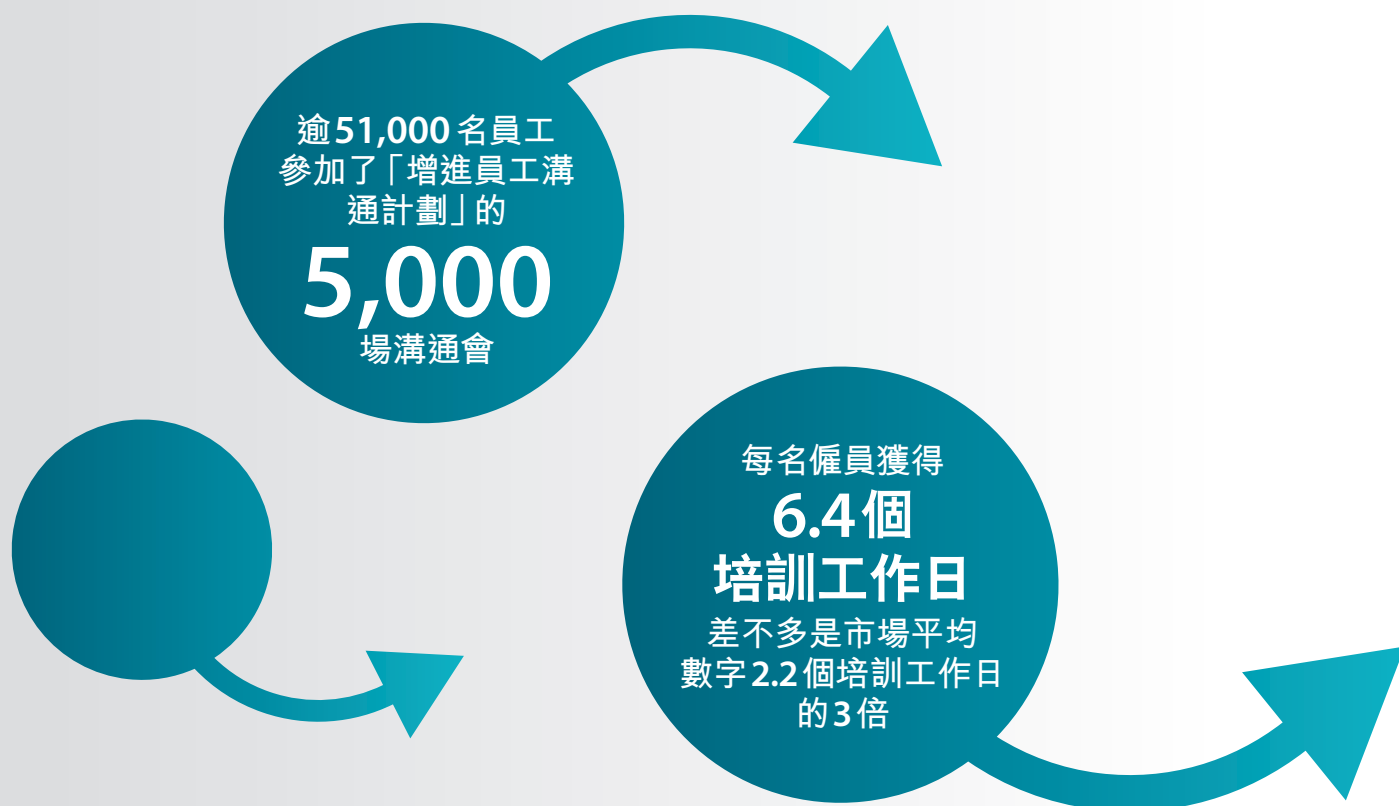 逾51,000名員工
參加了「增進員工溝
通計劃」的
5,000
場溝通會
每名僱員獲得
6.4個
培訓工作日
差不多是市場平均
數字2.2個培訓工作日
的3倍